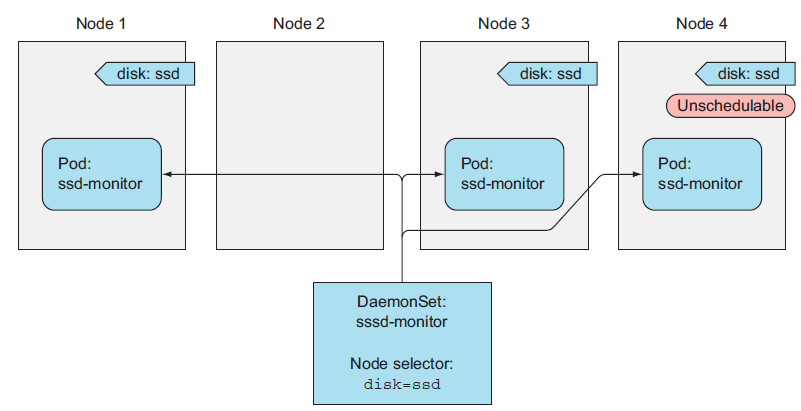 Node 1
Node 2
Node 3
Node 4
disk: ssd
disk: ssd
disk: ssd
Unschedulable
Pod:
ssd-monitor
Pod:
ssd-monitor
Pod:
ssd-monitor
DaemonSet:
sssd-monitor
Node selector:
disk=ssd